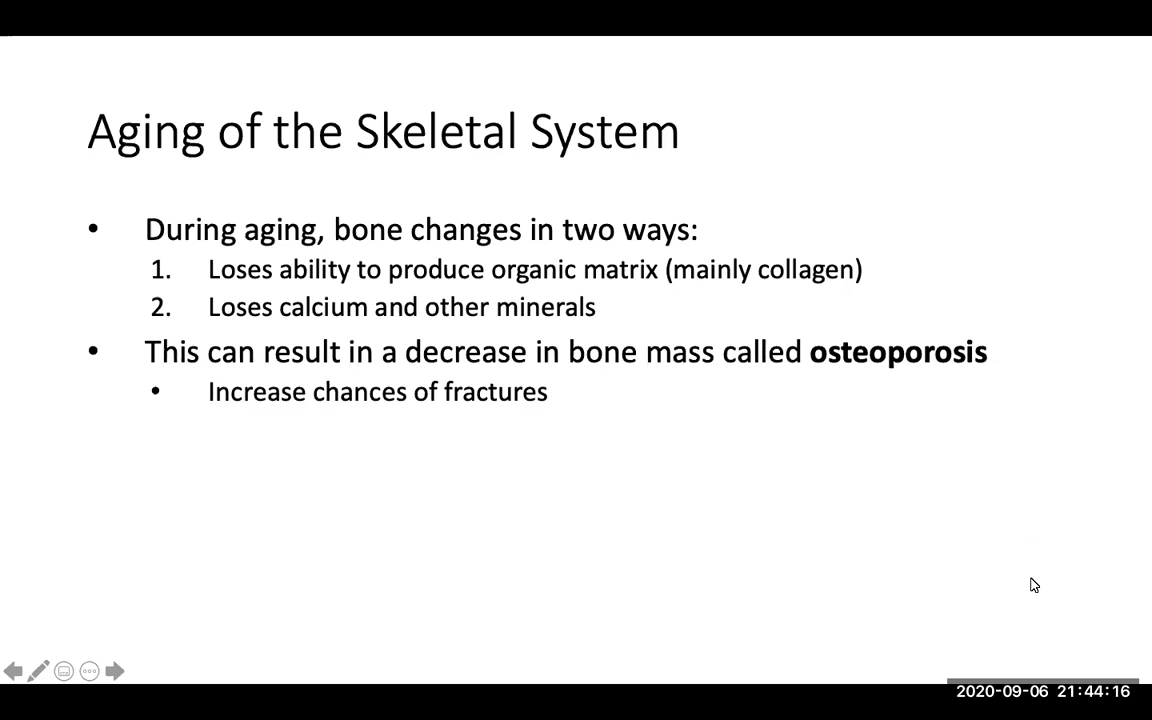 Aging of the Skeletal System
• During aging, bone changes in two ways:
1. Loses ability to produce organic matrix (mainly collagen)
2. Loses calcium and other minerals
• This can result in a decrease in bone mass called osteoporosis
• Increase chances of fractures
2020-09-06 21:44:16